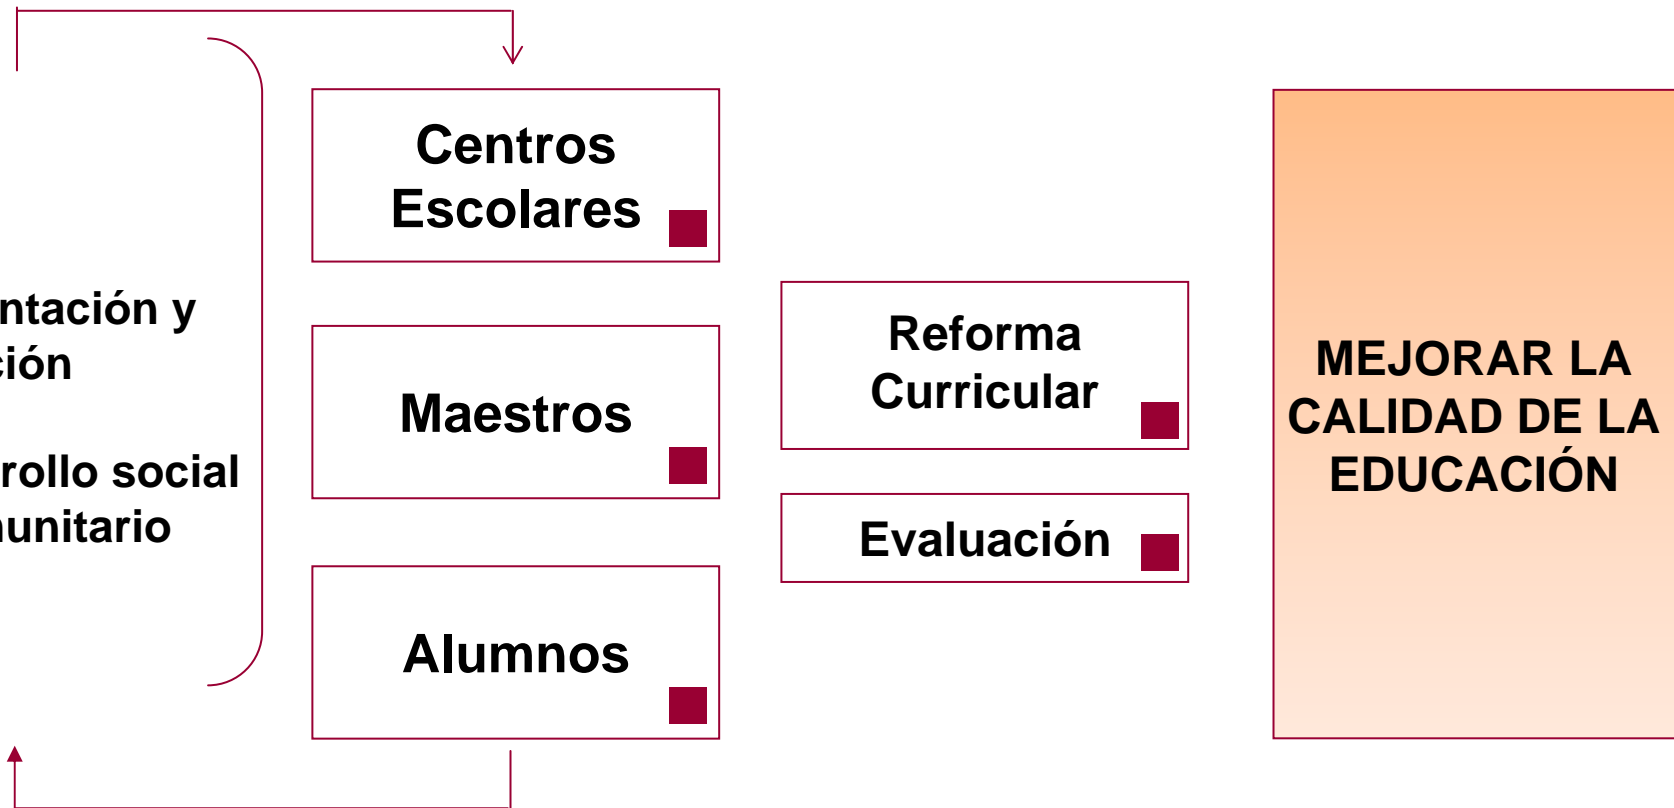 ntación y
ción
rollo social
unitario
Centros
Escolares
Maestros
Alumnos
Reforma
Curricular
Evaluación
MEJORAR LA
CALIDAD DE LA
EDUCACIÓN